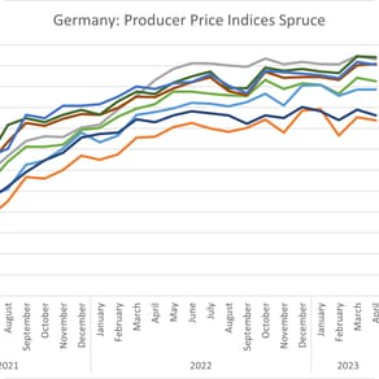 Germany: Producer Price Indices Spruce
August
September
October
November
December
January
February
March
April
May
June
July
August
September
October
November
December
January
February
March
April
2021
2022
2023